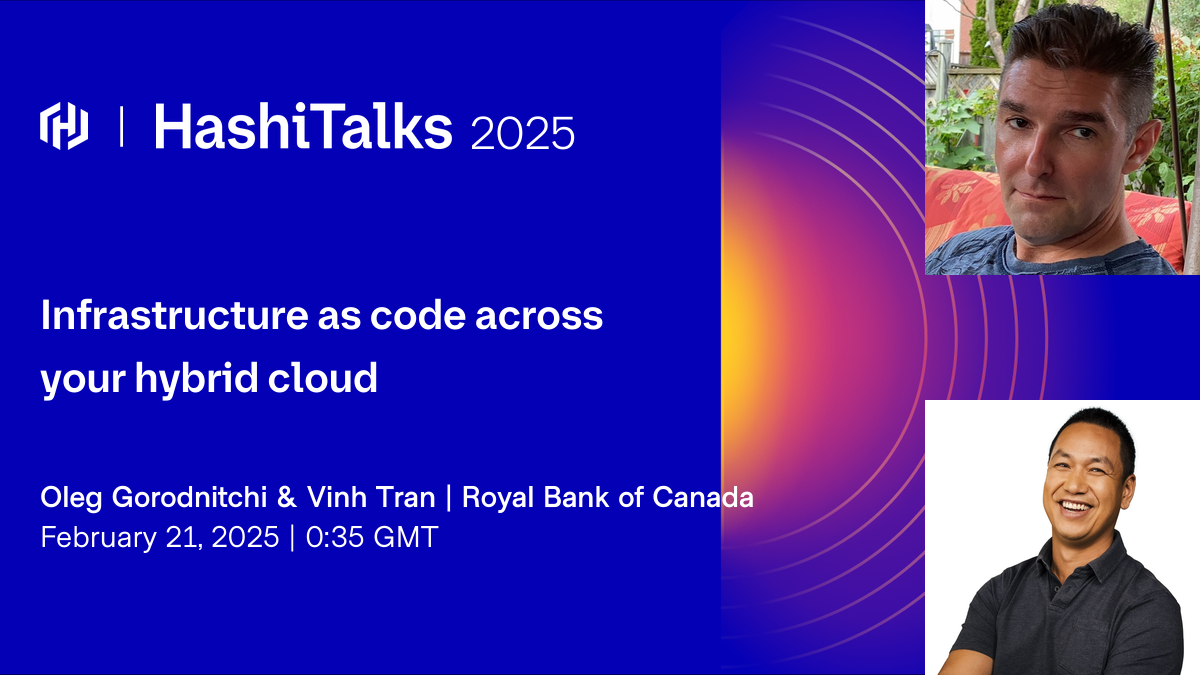 HashiTalks 2025
Infrastructure as code across
your hybrid cloud
Oleg Gorodnitchi & Vinh Tran | Royal Bank of Canada
February 21, 2025 | 0:35 GMT